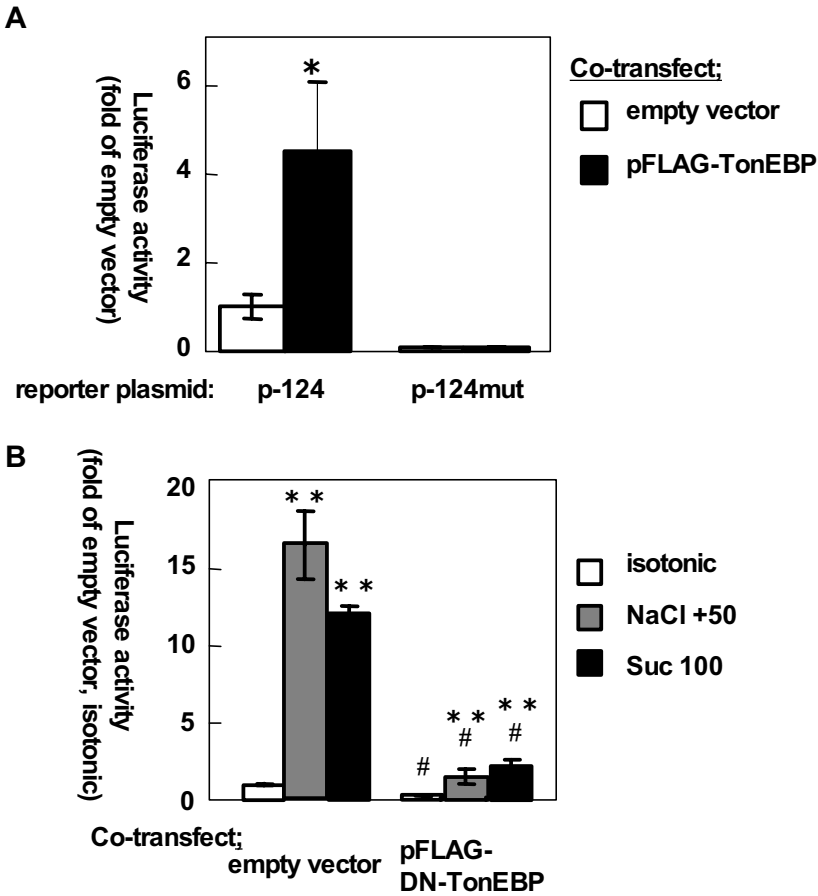 A
Luciferase activity
(fold of empty vector)
6
4
2
0
*
Co-transfect;
empty vector
pFLAG-TonEBP
reporter plasmid: p-124 p-124mut
B
Luciferase activity
(fold of empty vector, isotonic)
20
15
10
5
0
* *
* *
* *
* *
# # #
isotonic
NaCl +50
Suc 100
Co-transfect;
empty vector
pFLAG-
DN-TonEBP